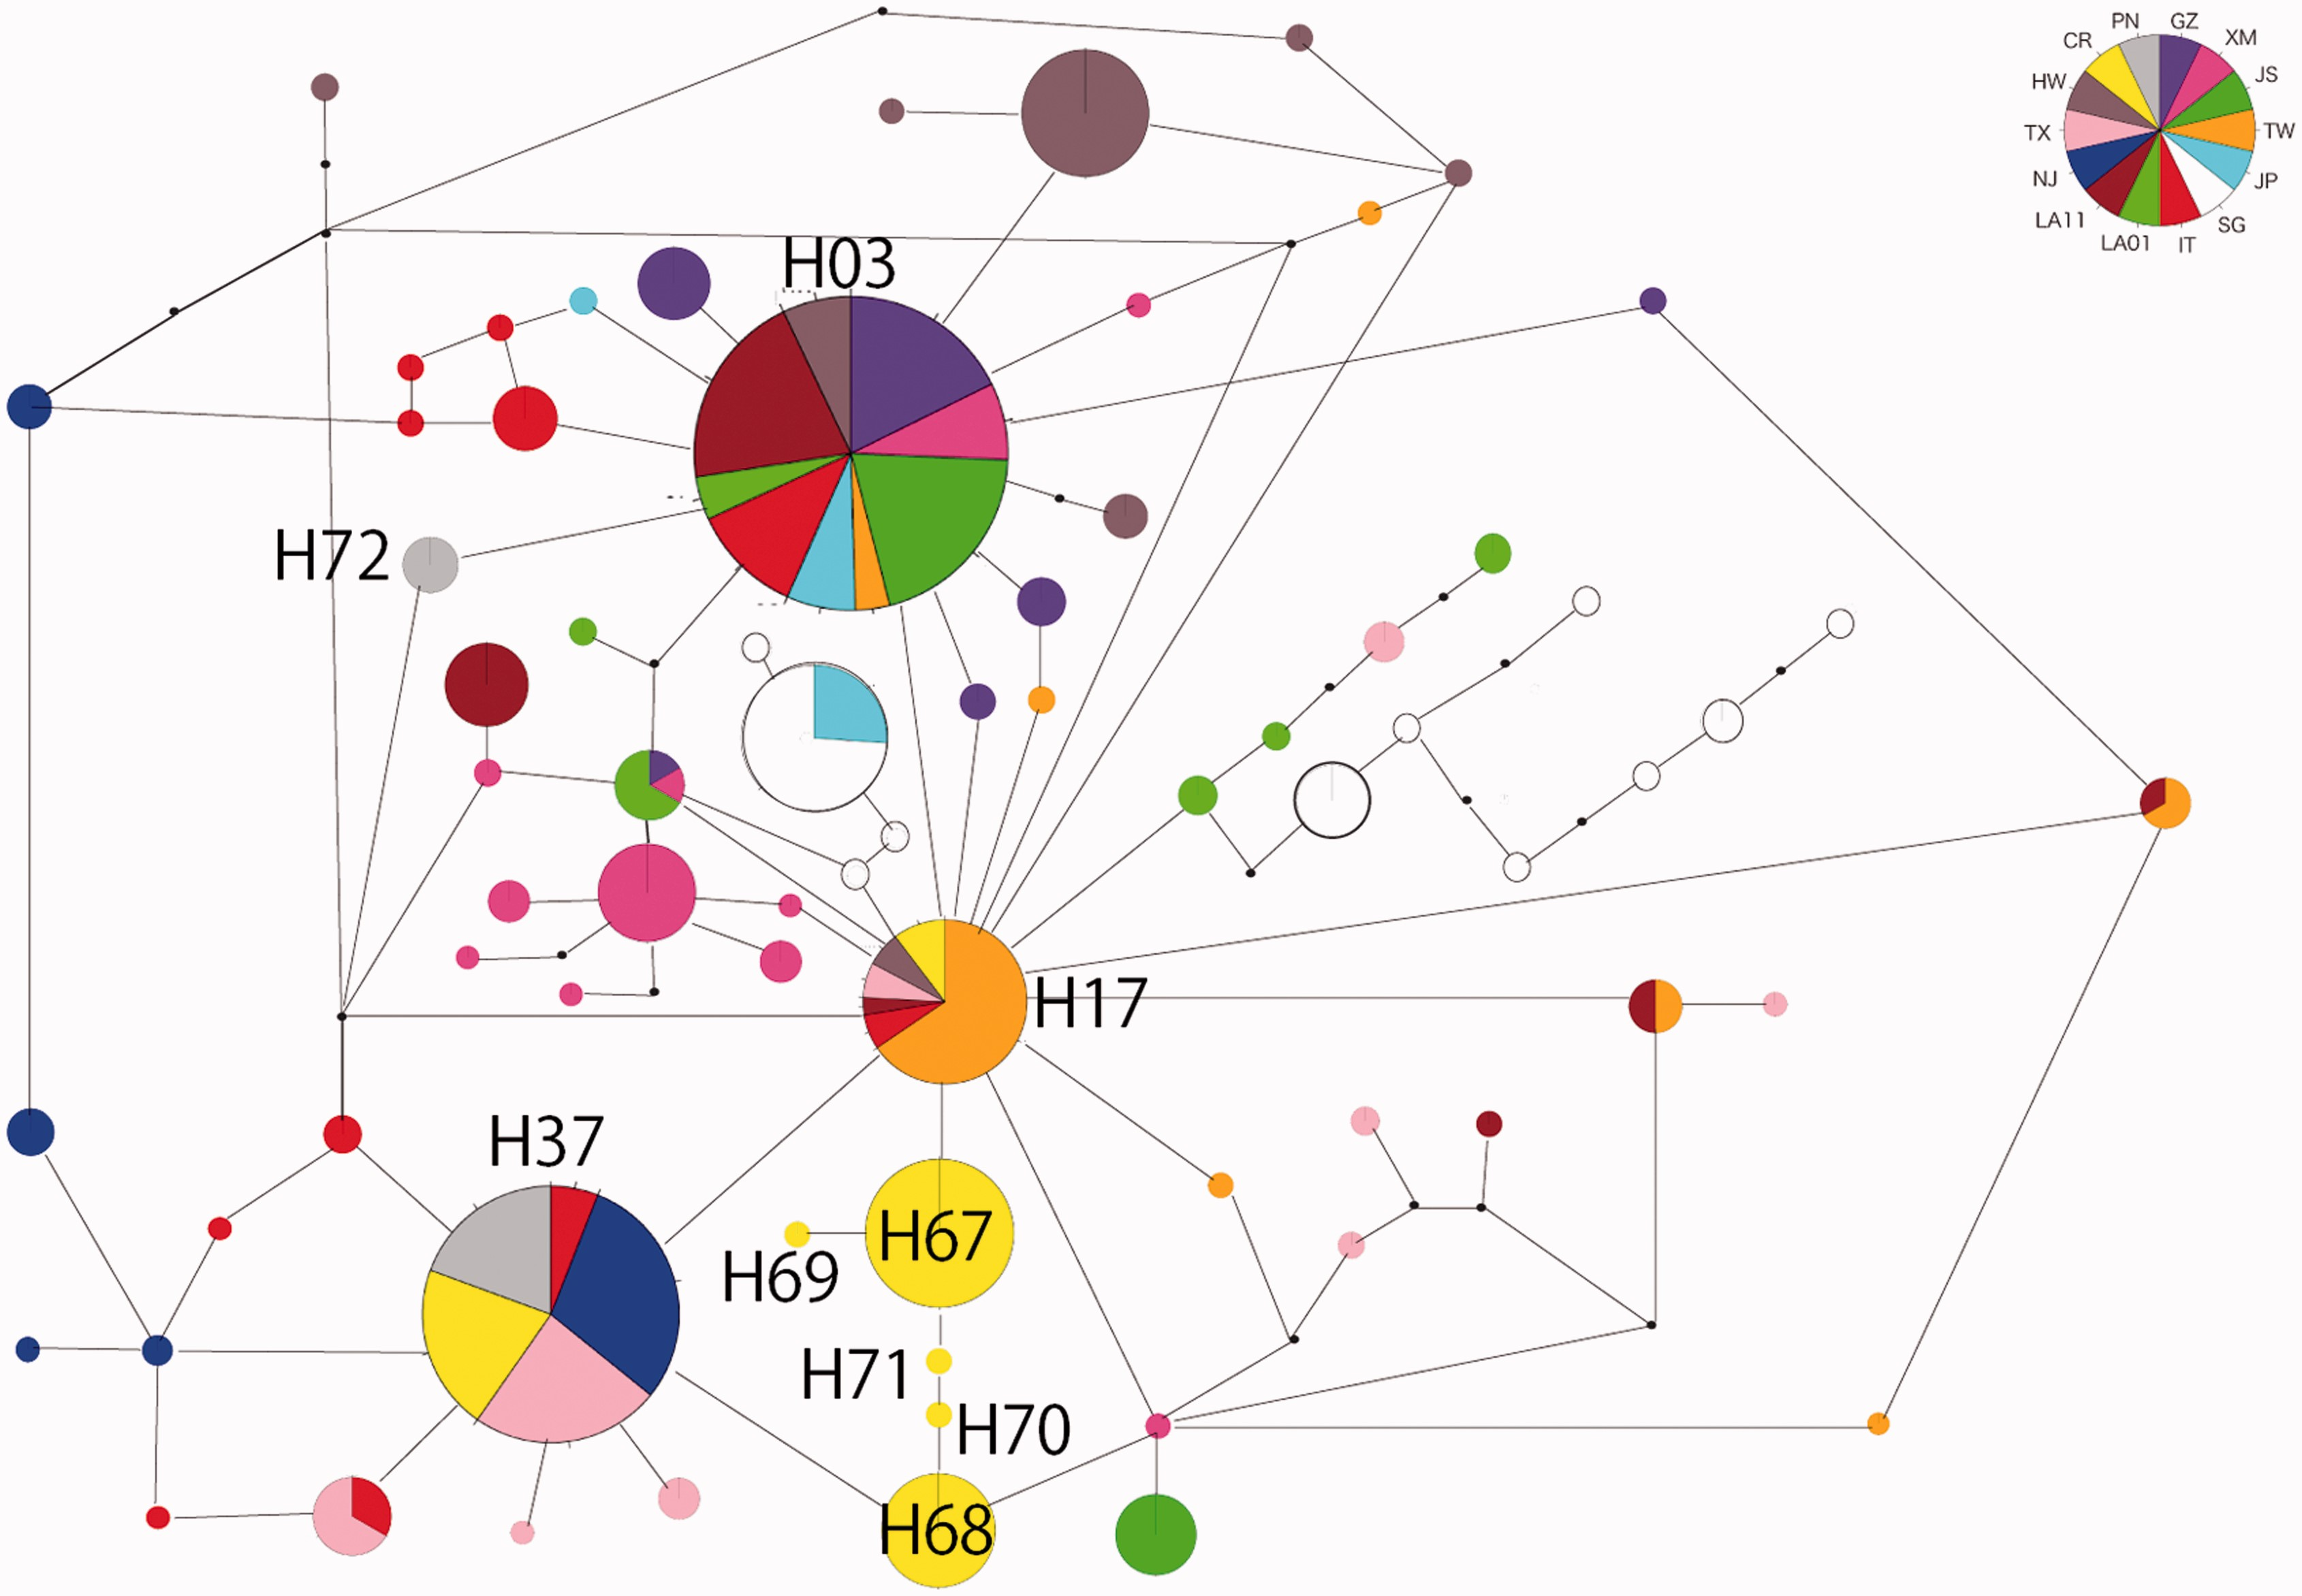 PN GZ
CR XM
HW JS
TX TW
NJ JP
LA11 SG
LA01 IT
H03
H72
H17
H37
H67
H69
H71
H70
H68